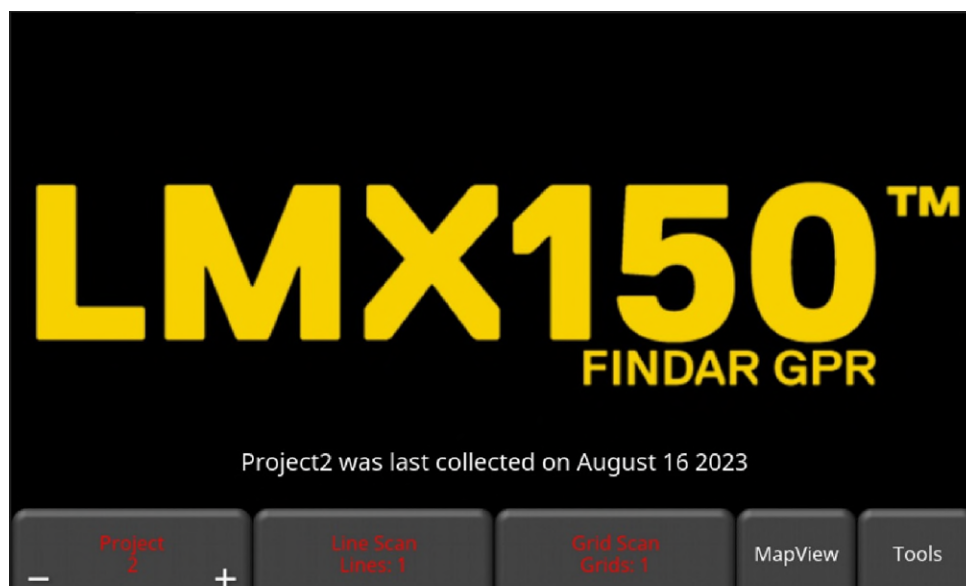 LMX150™
FINDAR GPR
Project2 was last collected on August 16 2023
Project
2
− +
Line Scan
Lines: 1
Grid Scan
Grids: 1
MapView
Tools